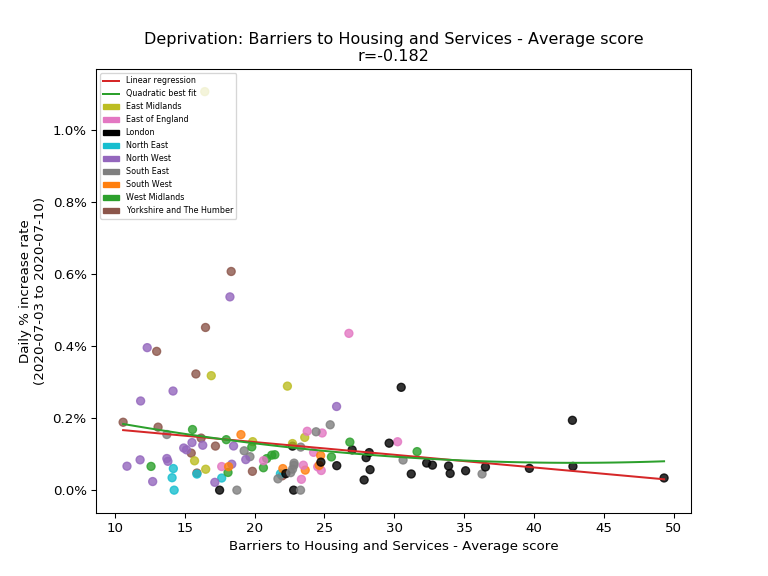 Deprivation: Barriers to Housing and Services - Average score
r=-0.182
Daily % increase rate
(2020-07-03 to 2020-07-10)
1.0%
0.8%
0.6%
0.4%
0.2%
0.0%
Linear regression
Quadratic best fit
East Midlands
East of England
London
North East
North West
South East
South West
West Midlands
Yorkshire and The Humber
10 15 20 25 30 35 40 45 50
Barriers to Housing and Services - Average score